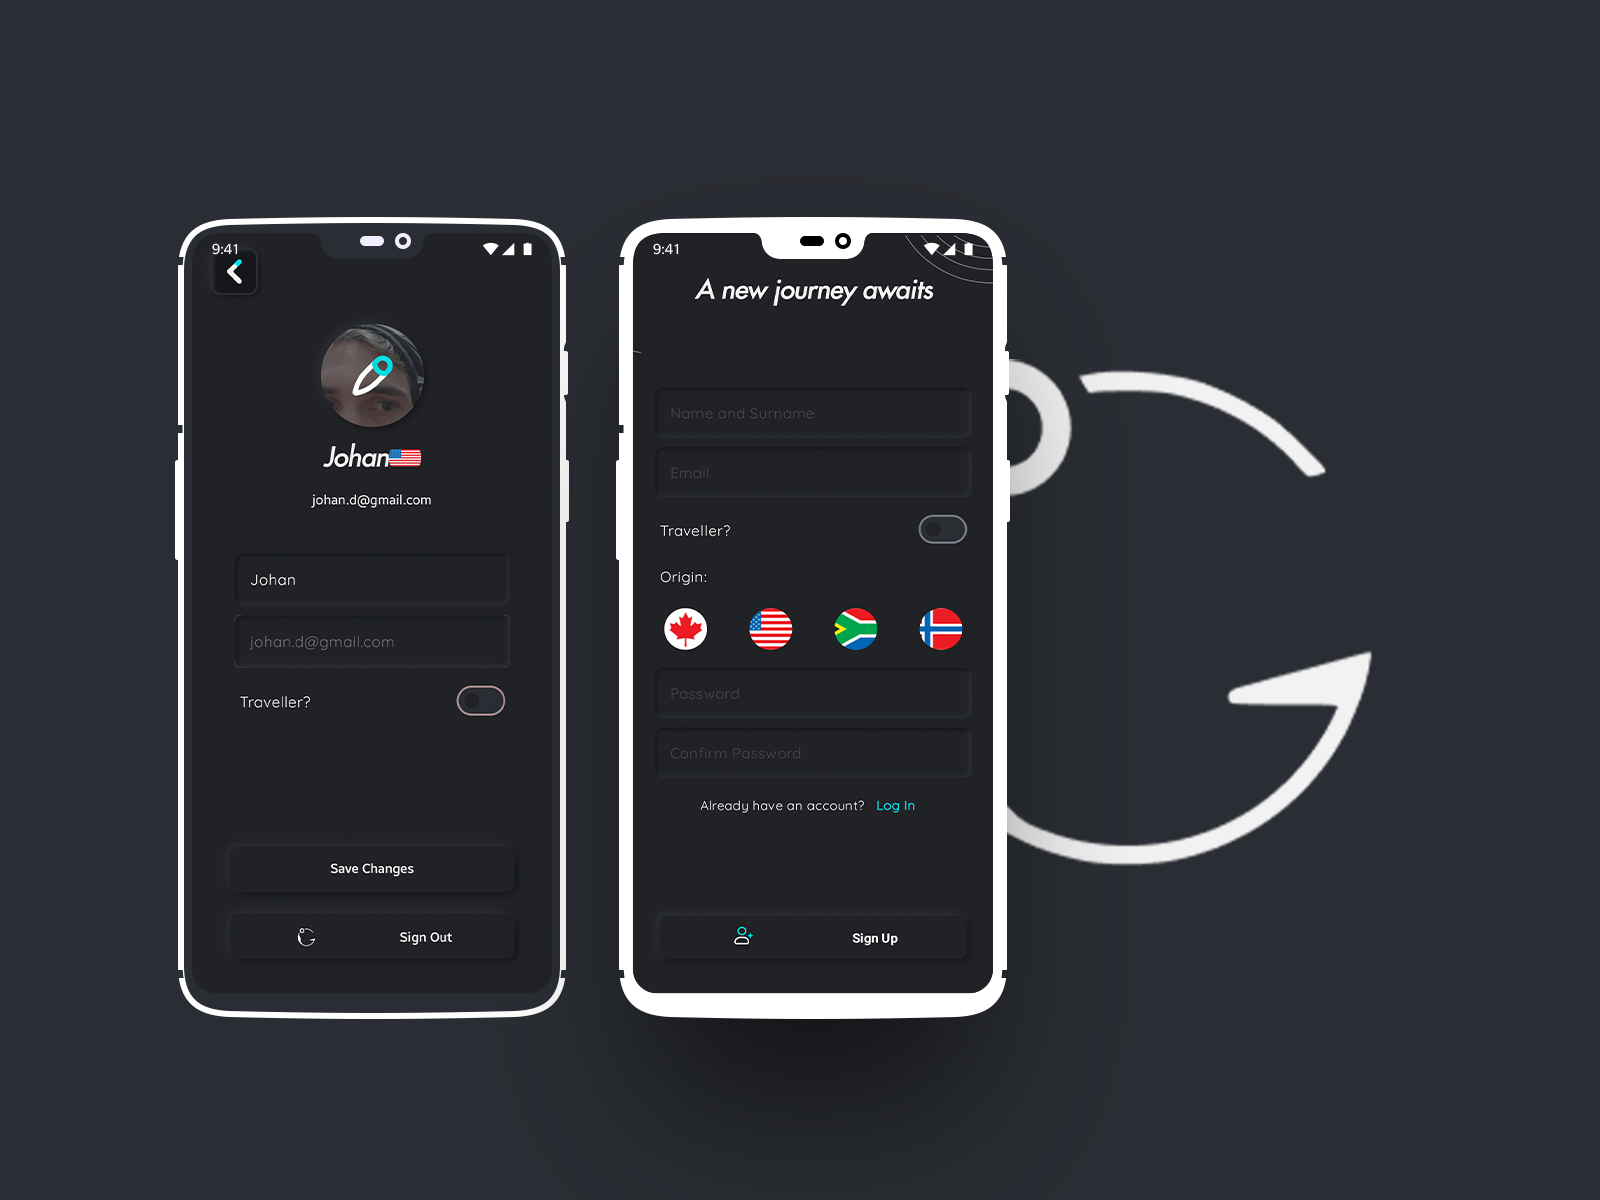 9:41
Johan
johan.d@gmail.com
Johan
johan.d@gmail.com
Traveller?
Save Changes
Sign Out
9:41
A new journey awaits
Name and Surname
Email
Traveller?
Origin:
Password
Confirm Password
Already have an account? Log In
Sign Up